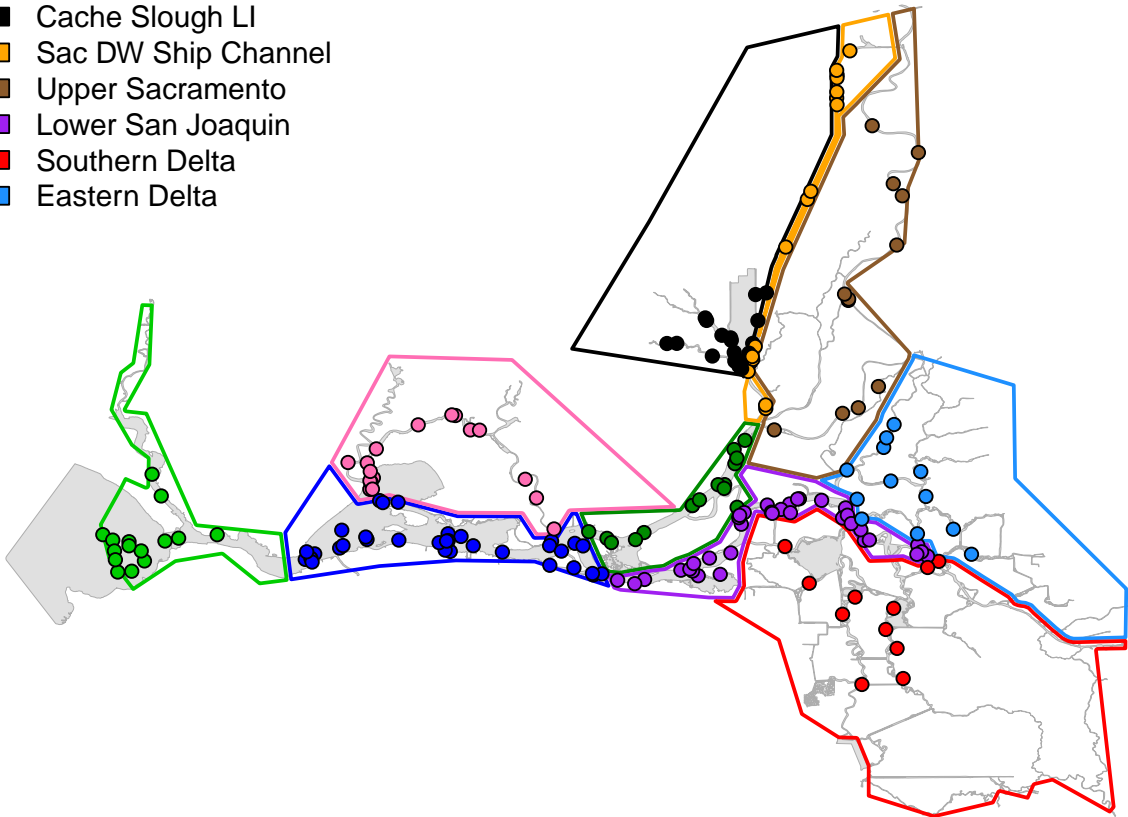 Cache Slough LI
Sac DW Ship Channel
Upper Sacramento
Lower San Joaquin
Southern Delta
Eastern Delta